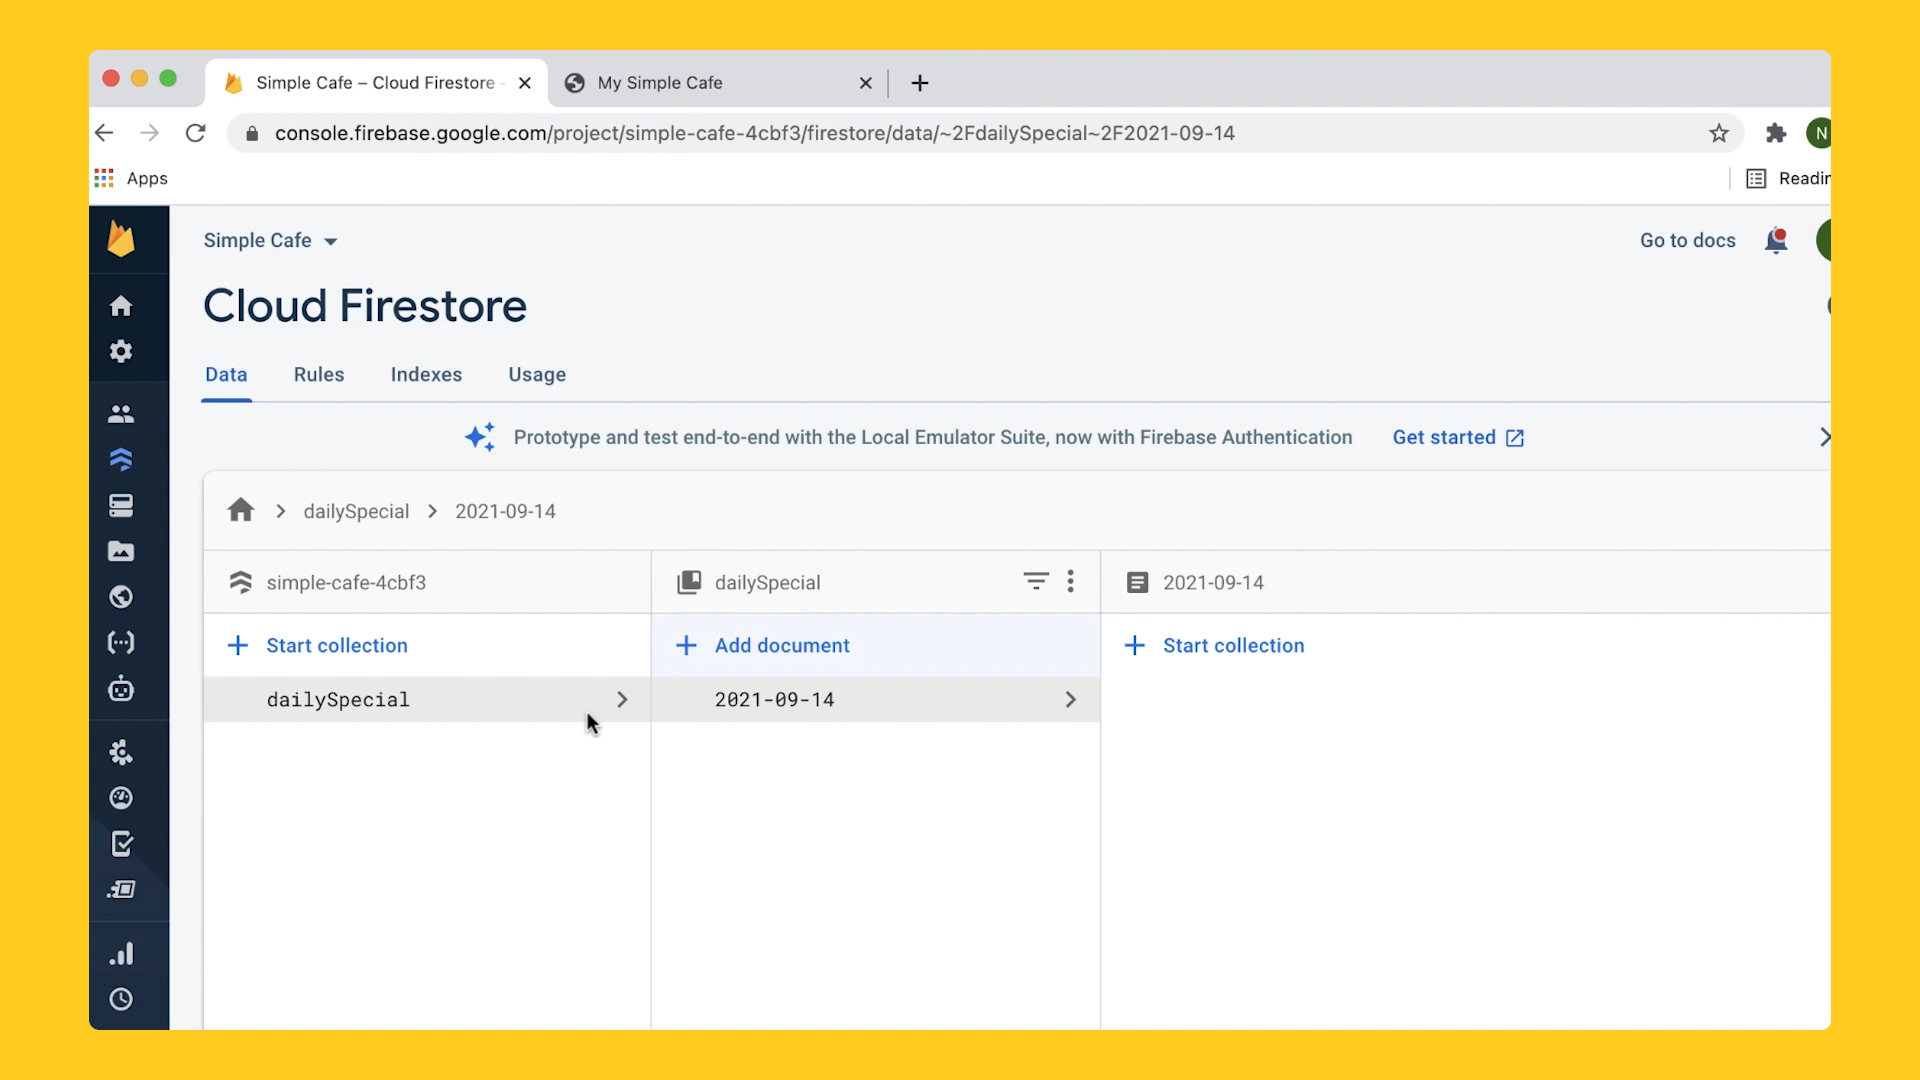 Simple Cafe – Cloud Firestore -
My Simple Cafe
console.firebase.google.com/project/simple-cafe-4cbf3/firestore/data/~2FdailySpecial~2F2021-09-14
N
Apps
Readin
Simple Cafe
Go to docs
Cloud Firestore
Data
Rules
Indexes
Usage
Prototype and test end-to-end with the Local Emulator Suite, now with Firebase Authentication
Get started
dailySpecial
2021-09-14
simple-cafe-4cbf3
dailySpecial
2021-09-14
Start collection
Add document
Start collection
dailySpecial
2021-09-14